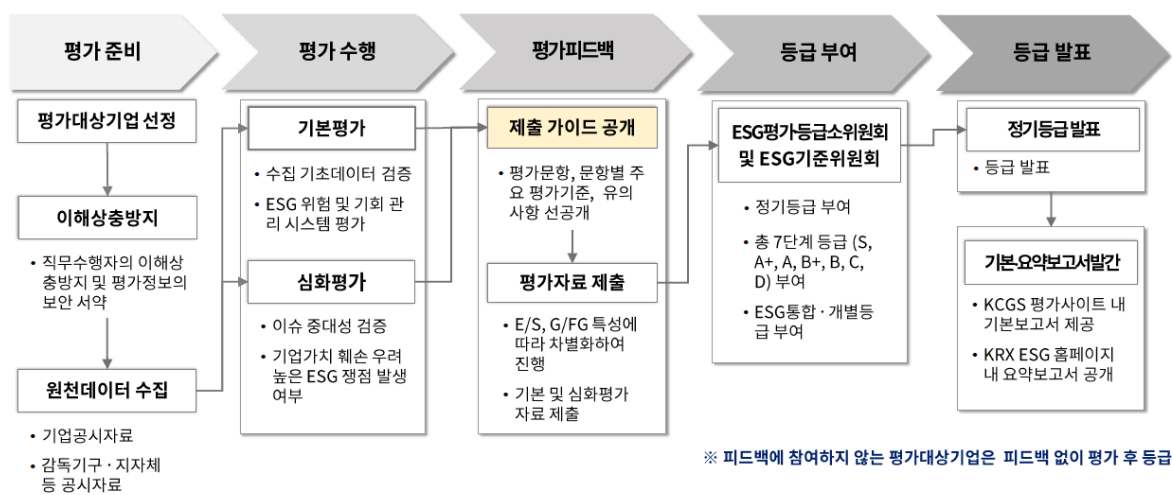 평가 준비
평가 수행
평가피드백
등급 부여
등급 발표
평가대상기업 선정
이해상충방지
• 직무수행자의 이해상
충방지 및 평가정보의
보안 서약
원천데이터 수집
• 기업공시자료
• 감독기구 · 지자체
등 공시자료
기본평가
• 수집 기초데이터 검증
• ESG 위험 및 기회 관
리 시스템 평가
심화평가
• 이슈 중대성 검증
• 기업가치 훼손 우려
높은 ESG 쟁점 발생
여부
제출 가이드 공개
• 평가문항, 문항별 주
요 평가기준, 유의
사항 선공개
평가자료 제출
• E/S, G/FG 특성에
따라 차별화하여
진행
• 기본 및 심화평가
자료 제출
ESG평가등급소위원회
및 ESG기준위원회
• 정기등급 부여
• 총 7단계 등급 (S,
A+, A, B+, B, C,
D) 부여
• ESG통합 · 개별등
급 부여
정기등급 발표
• 등급 발표
기본·요약보고서발간
• KCGS 평가사이트 내
기본보고서 제공
• KRX ESG 홈페이지
내 요약보고서 공개
※ 피드백에 참여하지 않는 평가대상기업은 피드백 없이 평가 후 등급